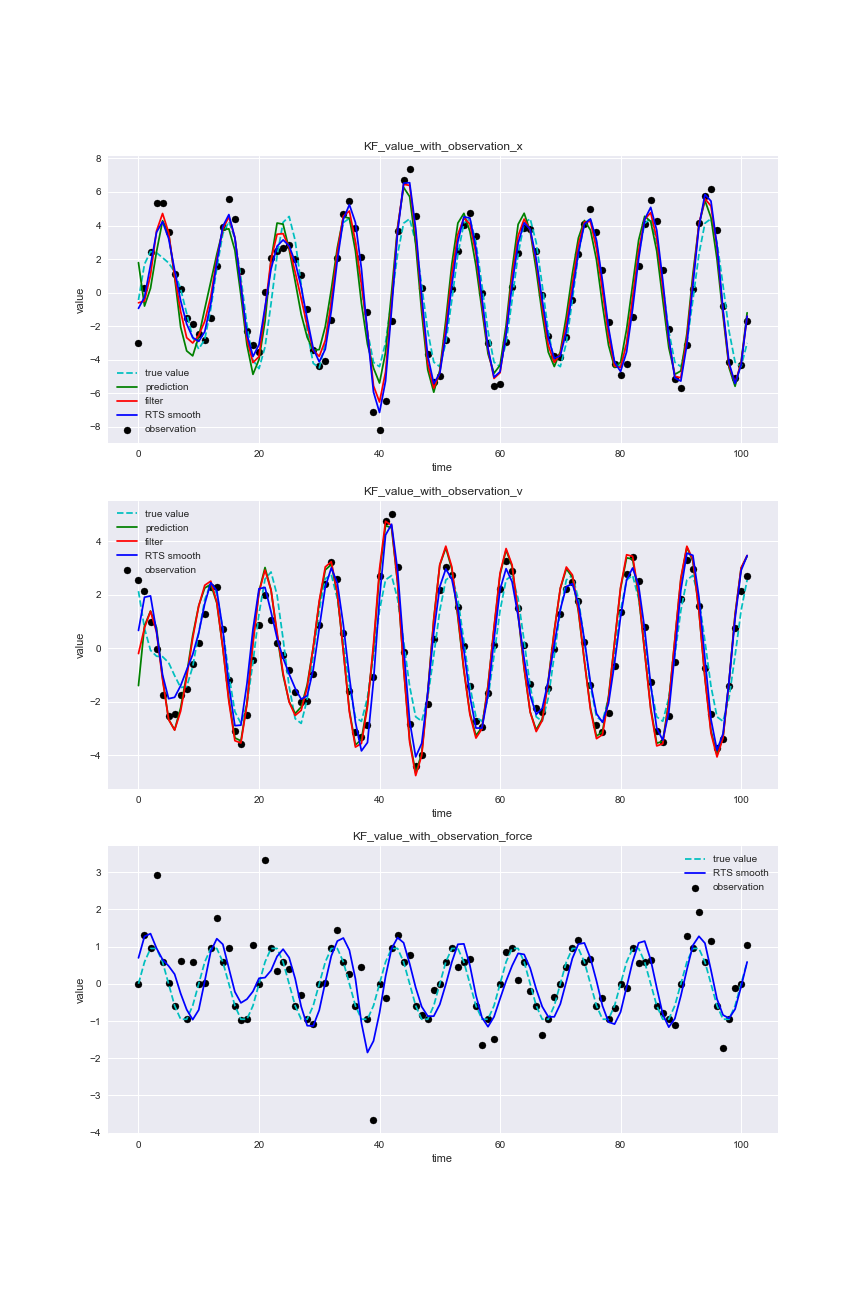 KF_value_with_observation_x
8
6
4
2
0
−2
−4
−6
−8
value
true value
prediction
filter
RTS smooth
observation
0 20 40 60 80 100
time
KF_value_with_observation_v
4
2
0
−2
−4
value
true value
prediction
filter
RTS smooth
observation
0 20 40 60 80 100
time
KF_value_with_observation_force
3
2
1
0
−1
−2
−3
−4
value
true value
RTS smooth
observation
0 20 40 60 80 100
time